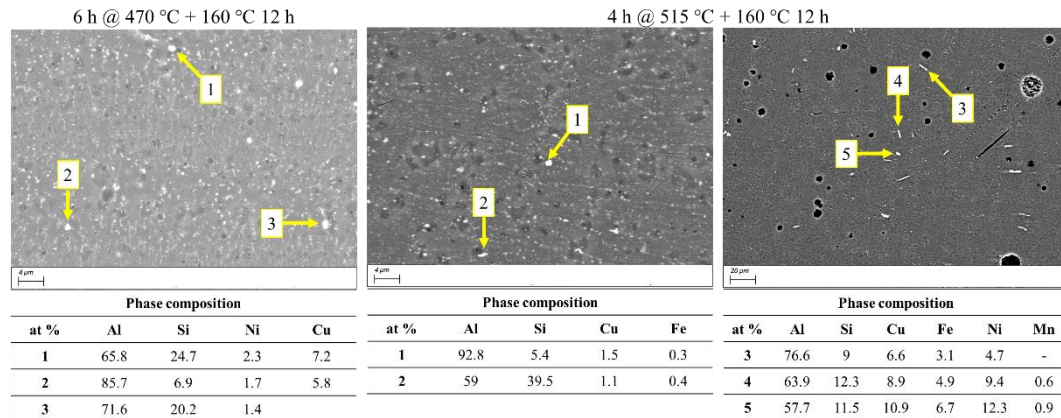 6 h @ 470 °C + 160 °C 12 h
4 h @ 515 °C + 160 °C 12 h
1
2
3
4 µm
1
2
4 µm
4
3
5
20 µm
Phase composition
at % Al Si Ni Cu
1 65.8 24.7 2.3 7.2
2 85.7 6.9 1.7 5.8
3 71.6 20.2 1.4
Phase composition
at % Al Si Cu Fe
1 92.8 5.4 1.5 0.3
2 59 39.5 1.1 0.4
Phase composition
at % Al Si Cu Fe Ni Mn
3 76.6 9 6.6 3.1 4.7 -
4 63.9 12.3 8.9 4.9 9.4 0.6
5 57.7 11.5 10.9 6.7 12.3 0.9